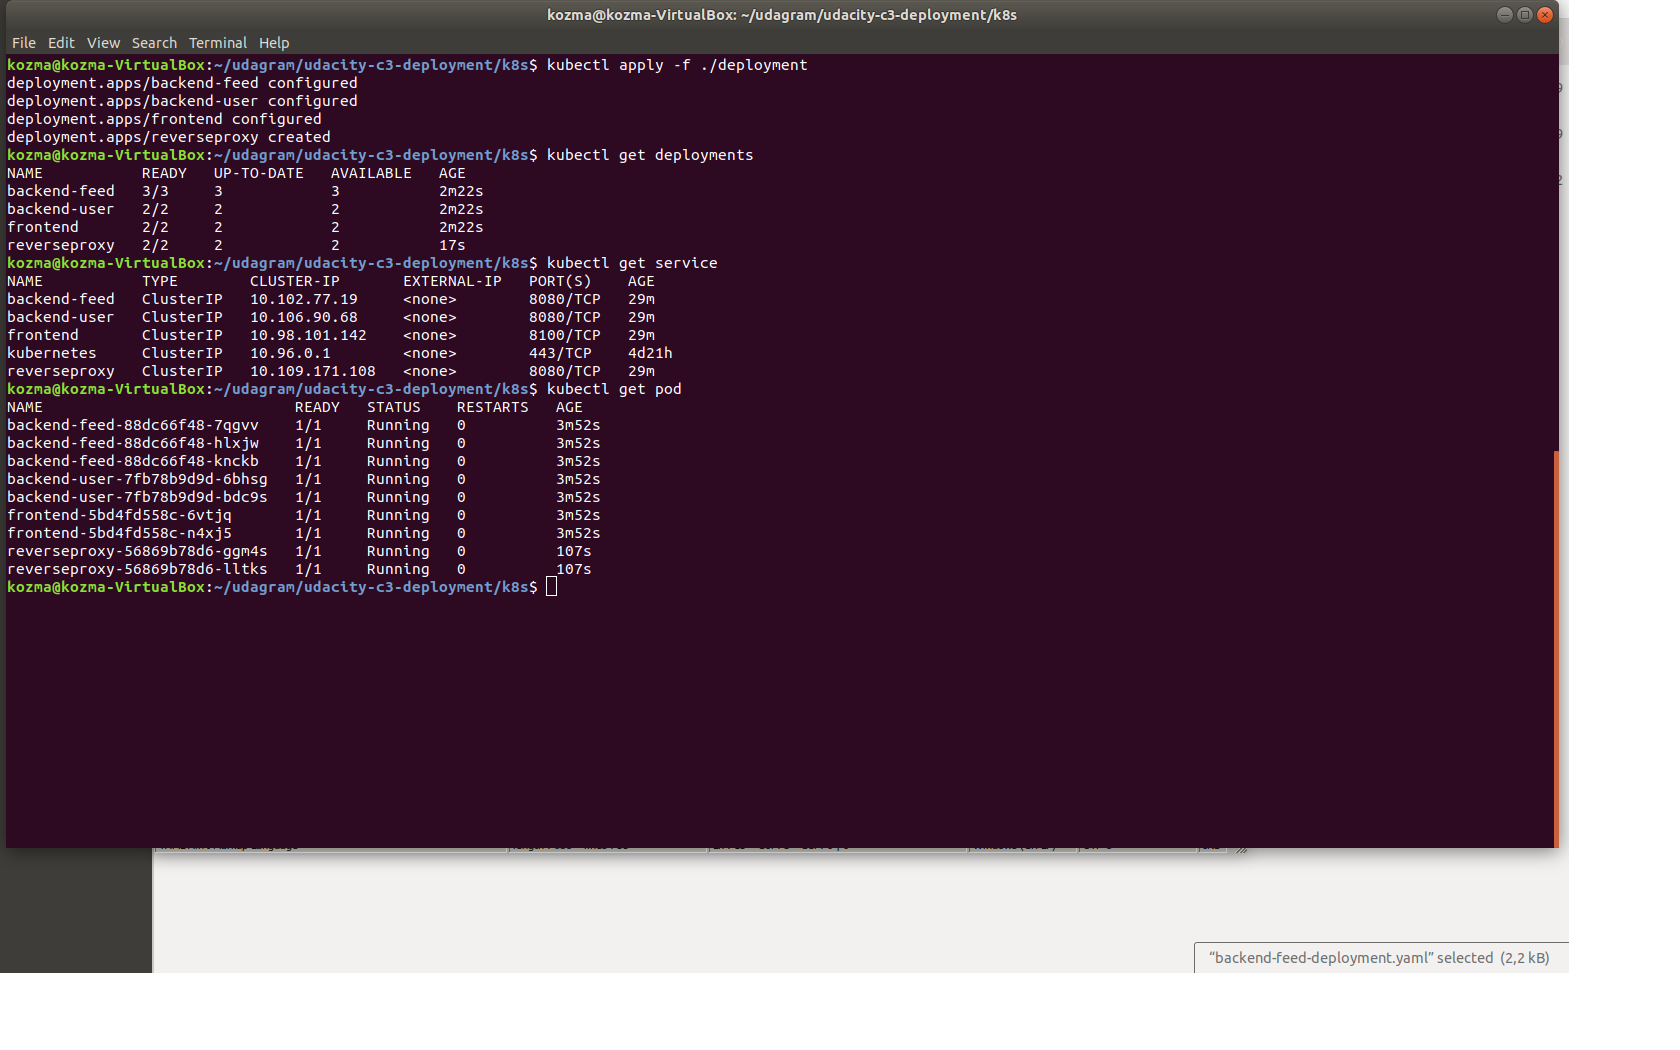 kozma@kozma-VirtualBox: ~/udagram/udacity-c3-deployment/k8s
File Edit View Search Terminal Help
kozma@kozma-VirtualBox:~/udagram/udacity-c3-deployment/k8s$ kubectl apply -f ./deployment
deployment.apps/backend-feed configured
deployment.apps/backend-user configured
deployment.apps/frontend configured
deployment.apps/reverseproxy created
kozma@kozma-VirtualBox:~/udagram/udacity-c3-deployment/k8s$ kubectl get deployments
NAME READY UP-TO-DATE AVAILABLE AGE
backend-feed 3/3 3 3 2m22s
backend-user 2/2 2 2 2m22s
frontend 2/2 2 2 2m22s
reverseproxy 2/2 2 2 17s
kozma@kozma-VirtualBox:~/udagram/udacity-c3-deployment/k8s$ kubectl get service
NAME TYPE CLUSTER-IP EXTERNAL-IP PORT(S) AGE
backend-feed ClusterIP 10.102.77.19 <none> 8080/TCP 29m
backend-user ClusterIP 10.106.90.68 <none> 8080/TCP 29m
frontend ClusterIP 10.98.101.142 <none> 8100/TCP 29m
kubernetes ClusterIP 10.96.0.1 <none> 443/TCP 4d21h
reverseproxy ClusterIP 10.109.171.108 <none> 8080/TCP 29m
kozma@kozma-VirtualBox:~/udagram/udacity-c3-deployment/k8s$ kubectl get pod
NAME READY STATUS RESTARTS AGE
backend-feed-88dc66f48-7qgvv 1/1 Running 0 3m52s
backend-feed-88dc66f48-hlxjw 1/1 Running 0 3m52s
backend-feed-88dc66f48-knckb 1/1 Running 0 3m52s
backend-user-7fb78b9d9d-6bhsg 1/1 Running 0 3m52s
backend-user-7fb78b9d9d-bdc9s 1/1 Running 0 3m52s
frontend-5bd4fd558c-6vtjq 1/1 Running 0 3m52s
frontend-5bd4fd558c-n4xj5 1/1 Running 0 3m52s
reverseproxy-56869b78d6-ggm4s 1/1 Running 0 107s
reverseproxy-56869b78d6-lltks 1/1 Running 0 107s
kozma@kozma-VirtualBox:~/udagram/udacity-c3-deployment/k8s$
“backend-feed-deployment.yaml” selected (2,2 kB)